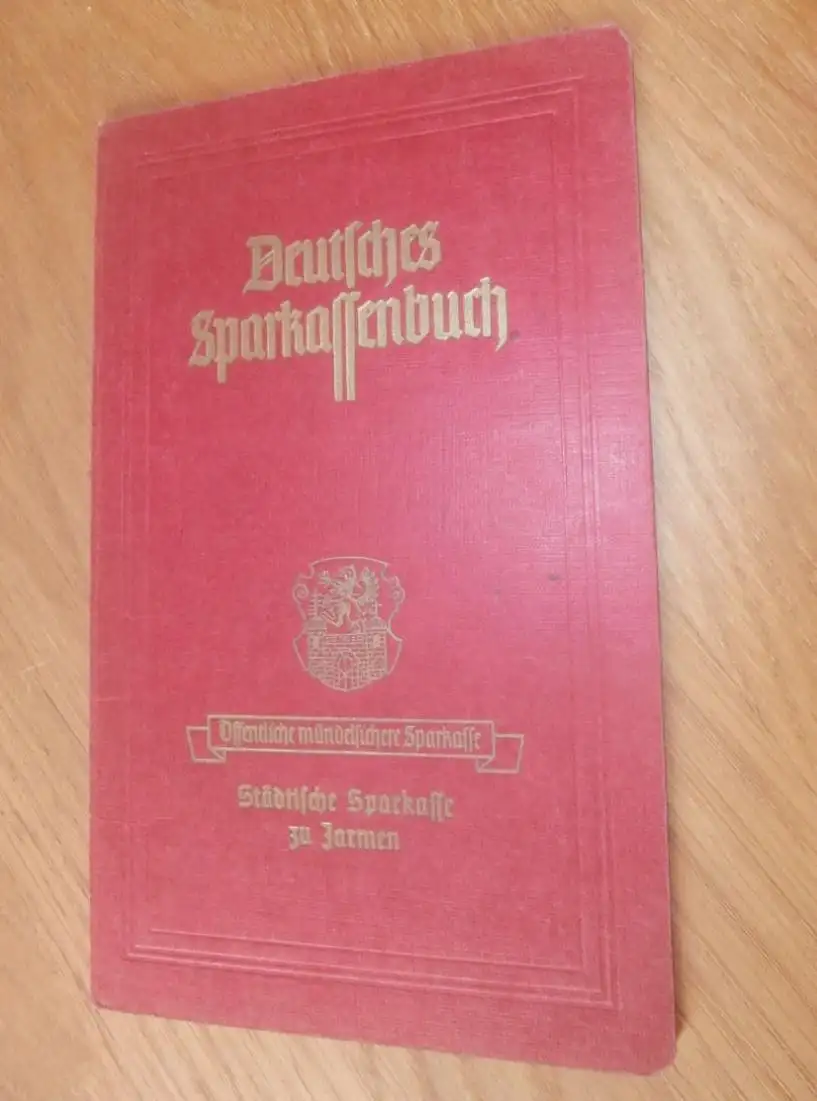 Deutsches
Sparkassenbuch
Öffentliche mündelsichere Sparkasse
Städtische Sparkasse
zu Jarmen